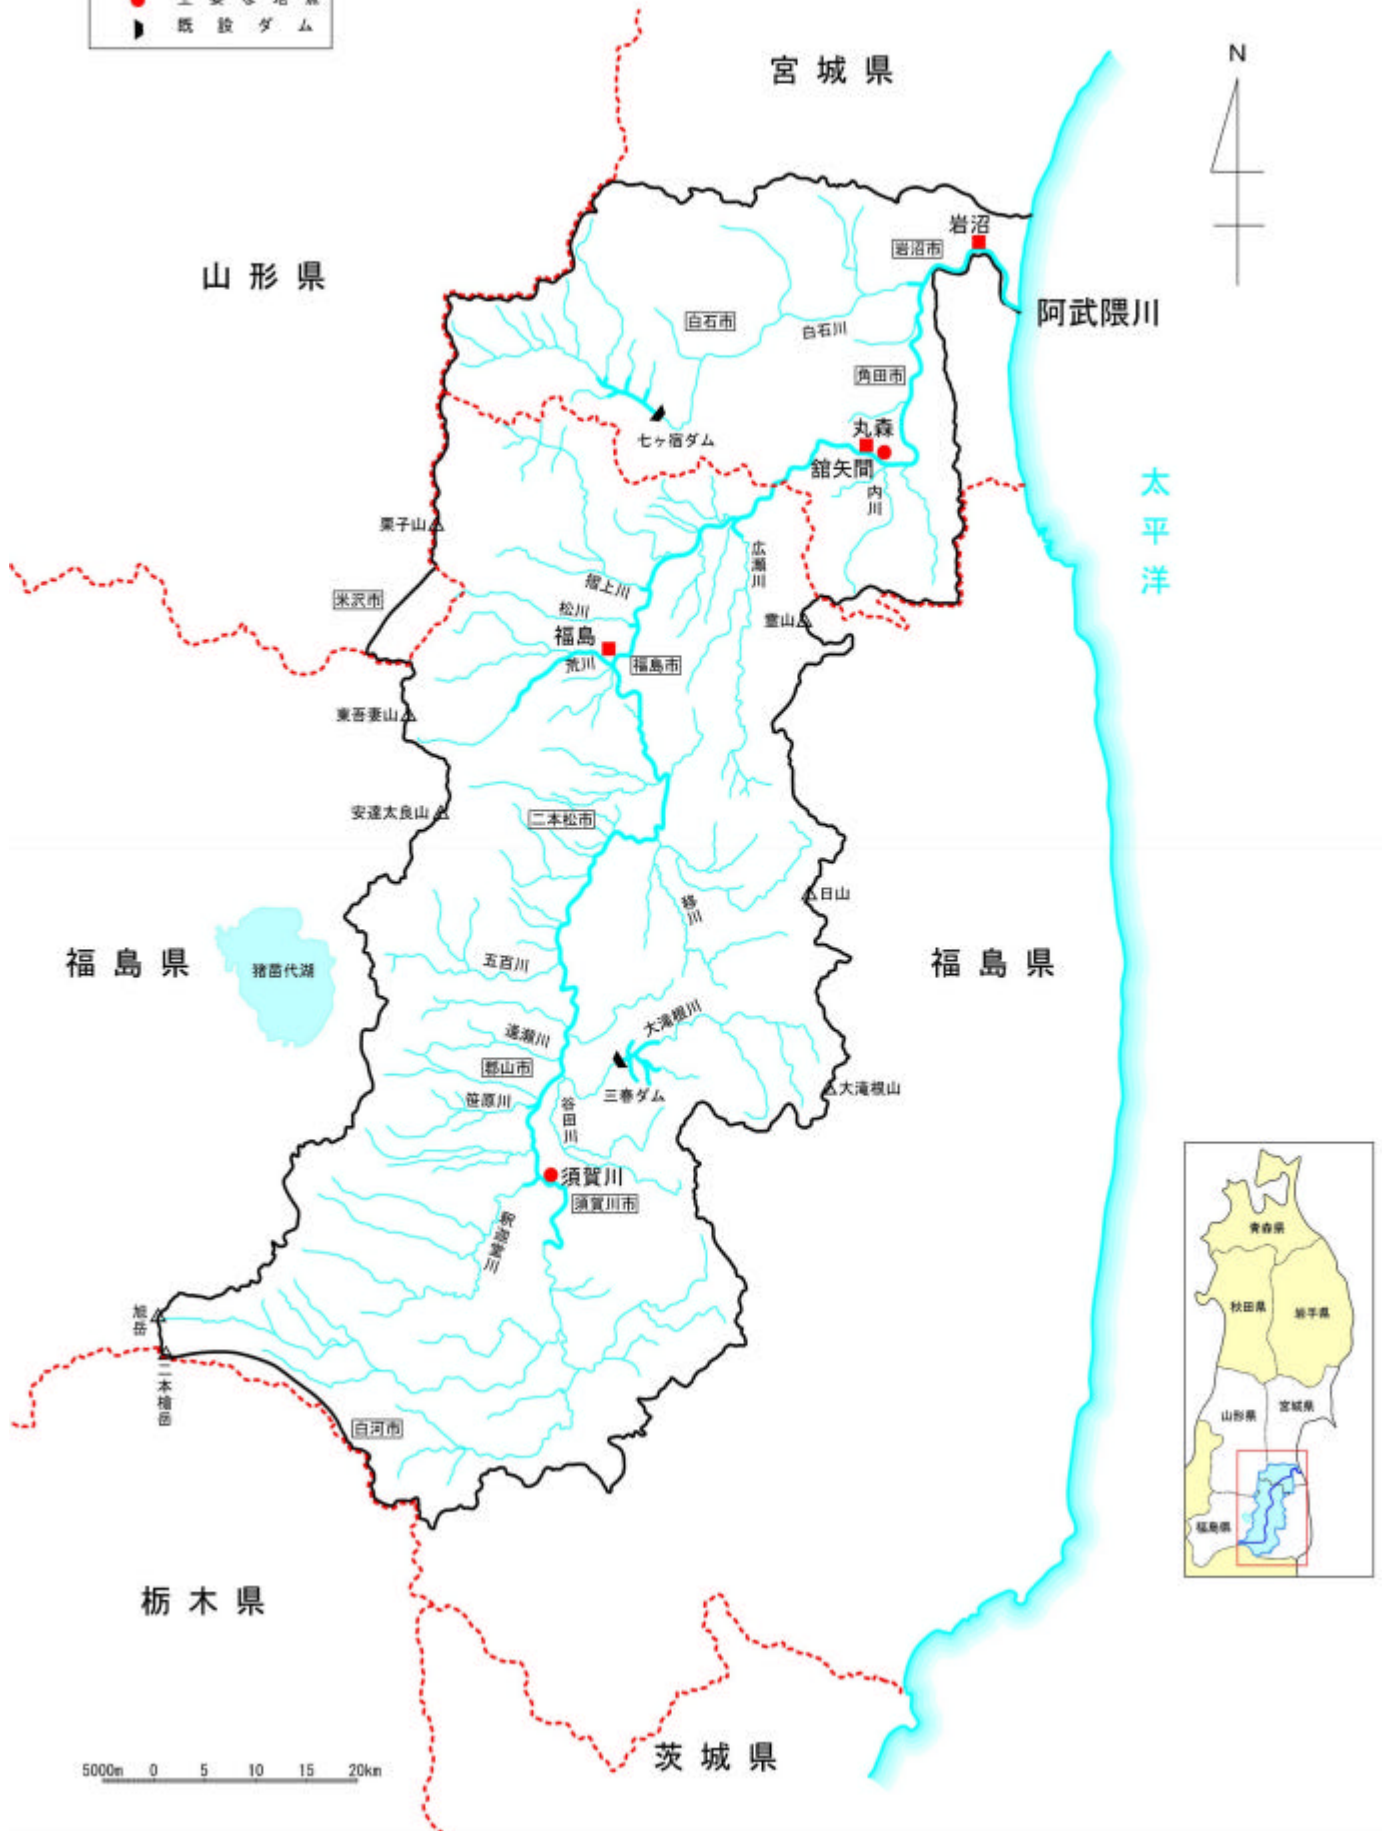 既設ダム
宮城県
N
山形県
岩沼
岩沼市
阿武隈川
白石市
白石川
角田市
七ヶ宿ダム
丸森
舘矢間
内川
太平洋
栗子山
広瀬川
摺上川
米沢市
松川
霊山
福島
荒川
福島市
東吾妻山
安達太良山
二本松市
日山
移川
福島県
猪苗代湖
五百川
福島県
大滝根川
逢瀬川
郡山市
三春ダム
大滝根山
笹原川
谷田川
須賀川
須賀川市
釈迦堂川
青森県
秋田県
岩手県
旭岳
二本檜岳
白河市
山形県
宮城県
福島県
栃木県
茨城県
5000m 0 5 10 15 20km